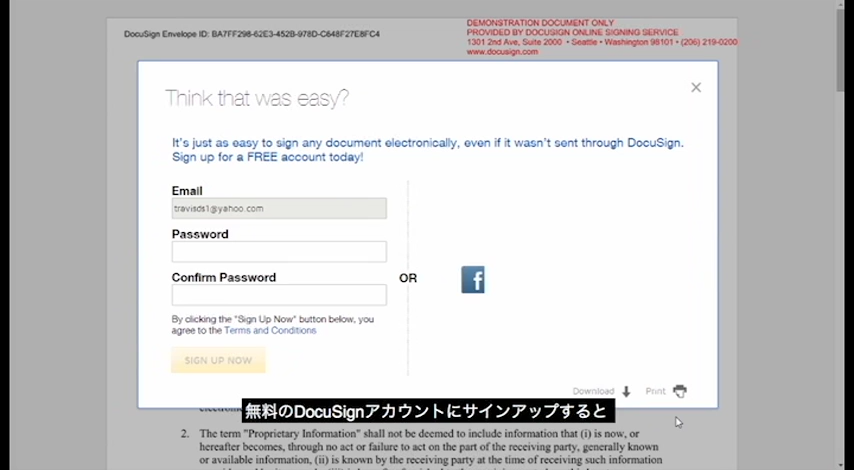 DocuSign Envelope ID: BA7FF298-62E3-452B-978D-C648F27E8FC4
DEMONSTRATION DOCUMENT ONLY
PROVIDED BY DOCUSIGN ONLINE SIGNING SERVICE
1301 2nd Ave, Suite 2000 • Seattle • Washington 98101 • (206) 219-0200
www.docusign.com
Think that was easy?
It's just as easy to sign any document electronically, even if it wasn't sent through DocuSign.
Sign up for a FREE account today!
Email
travisds1@yahoo.com
Password
Confirm Password
OR
f
By clicking the "Sign Up Now" button below, you
agree to the Terms and Conditions
SIGN UP NOW
Download
Print
無料のDocuSignアカウントにサインアップすると
2. The term "Proprietary Information" shall not be deemed to include information that (i) is now, or
hereafter becomes, through no act or failure to act on the part of the receiving party, generally known
or available information, (ii) is known by the receiving party at the time of receiving such information